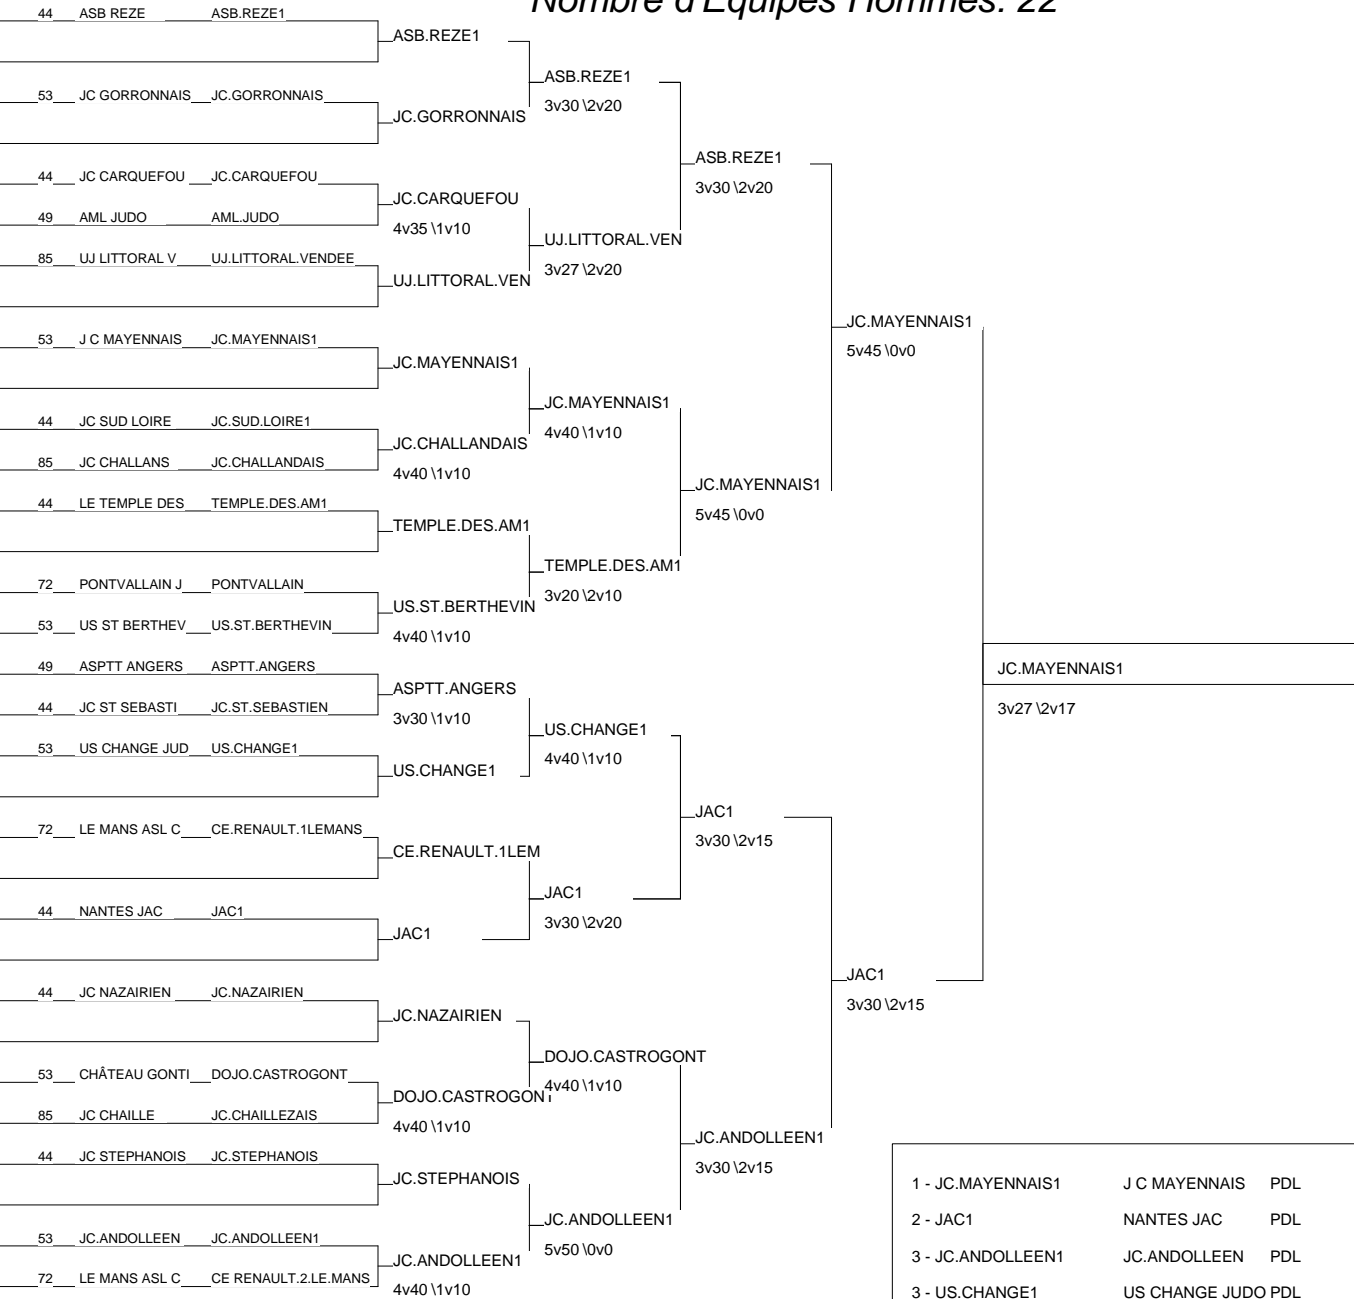 Nombre d'Equipes Hommes: 22
44 ASB REZE ASB.REZE1
ASB.REZE1
ASB.REZE1
53 JC GORRONNAIS JC.GORRONNAIS
3v30 \2v20
JC.GORRONNAIS
ASB.REZE1
44 JC CARQUEFOU JC.CARQUEFOU
3v30 \2v20
JC.CARQUEFOU
49 AML JUDO AML.JUDO
4v35 \1v10
UJ.LITTORAL.VEN
85 UJ LITTORAL V UJ.LITTORAL.VENDEE
3v27 \2v20
UJ.LITTORAL.VEN
JC.MAYENNAIS1
53 J C MAYENNAIS JC.MAYENNAIS1
5v45 \0v0
JC.MAYENNAIS1
JC.MAYENNAIS1
44 JC SUD LOIRE JC.SUD.LOIRE1
4v40 \1v10
JC.CHALLANDAIS
85 JC CHALLANS JC.CHALLANDAIS
4v40 \1v10
JC.MAYENNAIS1
44 LE TEMPLE DES TEMPLE.DES.AM1
5v45 \0v0
TEMPLE.DES.AM1
TEMPLE.DES.AM1
72 PONTVALLAIN J PONTVALLAIN
3v20 \2v10
US.ST.BERTHEVIN
53 US ST BERTHEV US.ST.BERTHEVIN
4v40 \1v10
49 ASPTT ANGERS ASPTT.ANGERS
JC.MAYENNAIS1
ASPTT.ANGERS
44 JC ST SEBASTI JC.ST.SEBASTIEN
3v27 \2v17
3v30 \1v10
US.CHANGE1
53 US CHANGE JUD US.CHANGE1
4v40 \1v10
US.CHANGE1
JAC1
72 LE MANS ASL C CE.RENAULT.1LEMANS
3v30 \2v15
CE.RENAULT.1LEM
JAC1
44 NANTES JAC JAC1
3v30 \2v20
JAC1
JAC1
44 JC NAZAIRIEN JC.NAZAIRIEN
3v30 \2v15
JC.NAZAIRIEN
DOJO.CASTROGONT
53 CHÂTEAU GONTI DOJO.CASTROGONT
4v40 \1v10
DOJO.CASTROGONT
85 JC CHAILLE JC.CHAILLEZAIS
4v40 \1v10
JC.ANDOLLEEN1
44 JC STEPHANOIS JC.STEPHANOIS
3v30 \2v15
JC.STEPHANOIS
1 - JC.MAYENNAIS1 J C MAYENNAIS PDL
JC.ANDOLLEEN1
2 - JAC1 NANTES JAC PDL
53 JC.ANDOLLEEN JC.ANDOLLEEN1
5v50 \0v0
JC.ANDOLLEEN1
3 - JC.ANDOLLEEN1 JC.ANDOLLEEN PDL
72 LE MANS ASL C CE RENAULT.2.LE.MANS
4v40 \1v10
3 - US.CHANGE1 US CHANGE JUDO PDL